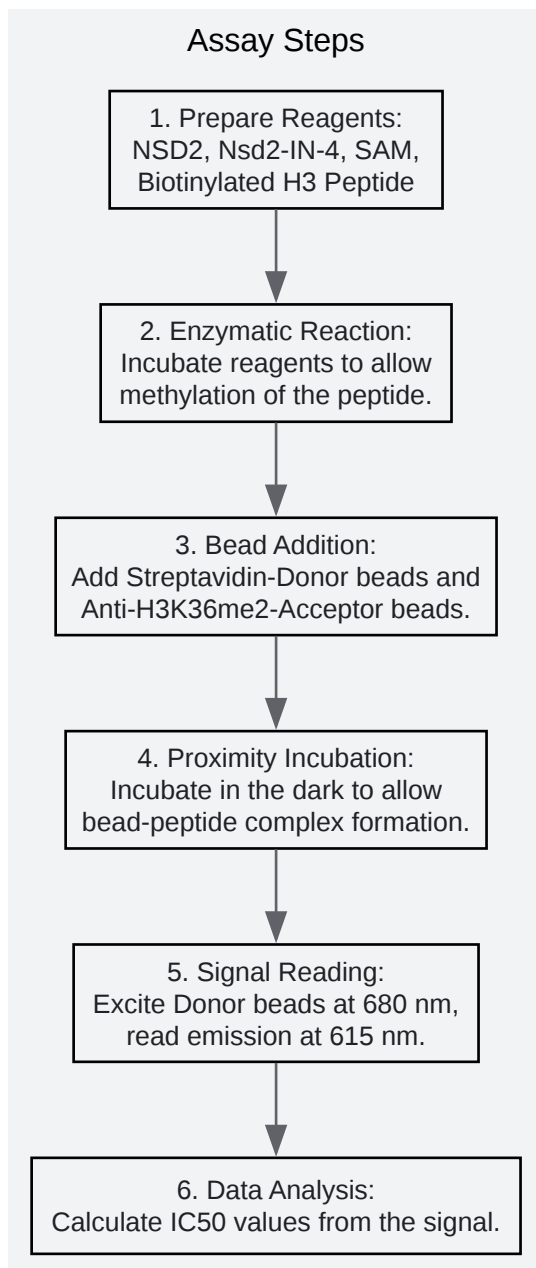 Assay Steps
1. Prepare Reagents:
NSD2, Nsd2-IN-4, SAM,
Biotinylated H3 Peptide
2. Enzymatic Reaction:
Incubate reagents to allow
methylation of the peptide.
3. Bead Addition:
Add Streptavidin-Donor beads and
Anti-H3K36me2-Acceptor beads.
4. Proximity Incubation:
Incubate in the dark to allow
bead-peptide complex formation.
5. Signal Reading:
Excite Donor beads at 680 nm,
read emission at 615 nm.
6. Data Analysis:
Calculate IC50 values from the signal.